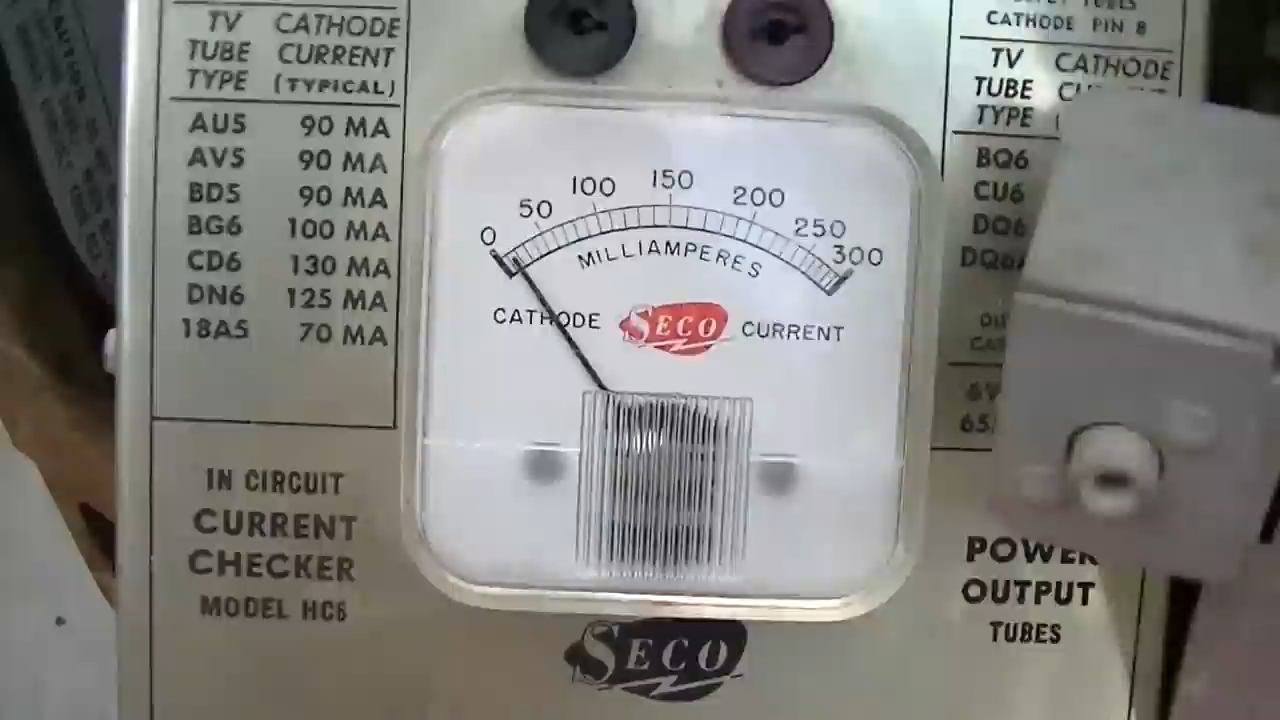 TV CATHODE
TUBE CURRENT
TYPE (TYPICAL)
AU5 90 MA
AV5 90 MA
BD5 90 MA
BG6 100 MA
CD6 130 MA
DN6 125 MA
18A5 70 MA
IN CIRCUIT
CURRENT
CHECKER
MODEL HC6
0 50 100 150 200 250 300
MILLIAMPERES
CATHODE SECO CURRENT
SECO
TUBES
CATHODE PIN 8
TV CATHODE
TUBE
TYPE
BQ6
CU6
DQ6
POWER
OUTPUT
TUBES